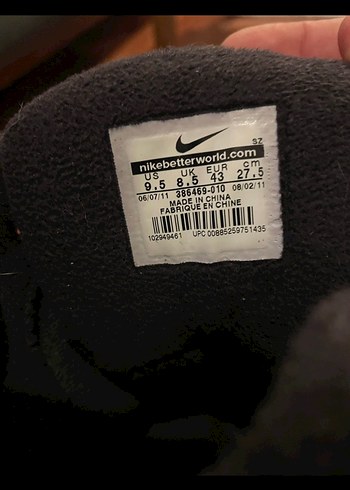 SZ
nikebetterworld.com
US UK EUR cm
9.5 8.5 43 27.5
06/07/11 386469-010 08/02/11
MADE IN CHINA
FABRIQUE EN CHINE
102949461 UPC 00885259751435